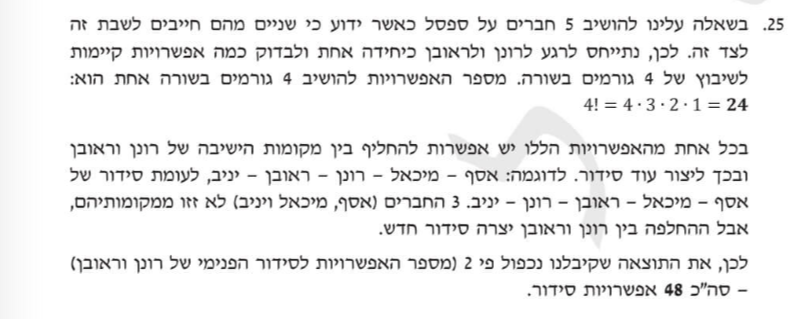 25. בשאלה עלינו להושיב 5 חברים על ספסל כאשר ידוע כי שניים מהם חייבים לשבת זה
לצד זה. לכן, נתייחס לרגע לרונן ולראובן כיחידה אחת ולבדוק כמה אפשרויות קיימות
לשיבוץ של 4 גורמים בשורה. מספר האפשרויות להושיב 4 גורמים בשורה אחת הוא:
4! = 4 · 3 · 2 · 1 = 24
בכל אחת מהאפשרויות הללו יש אפשרות להחליף בין מקומות הישיבה של רונן וראובן
ובכך ליצור עוד סידור. לדוגמה: אסף – מיכאל – רונן – ראובן – יניב, לעומת סידור של
אסף – מיכאל – ראובן – רונן – יניב. 3 החברים (אסף, מיכאל ויניב) לא זזו ממקומותיהם,
אבל ההחלפה בין רונן וראובן יצרה סידור חדש.
לכן, את התוצאה שקיבלנו נכפול פי 2 (מספר האפשרויות לסידור הפנימי של רונן וראובן)
– סה"כ 48 אפשרויות סידור.